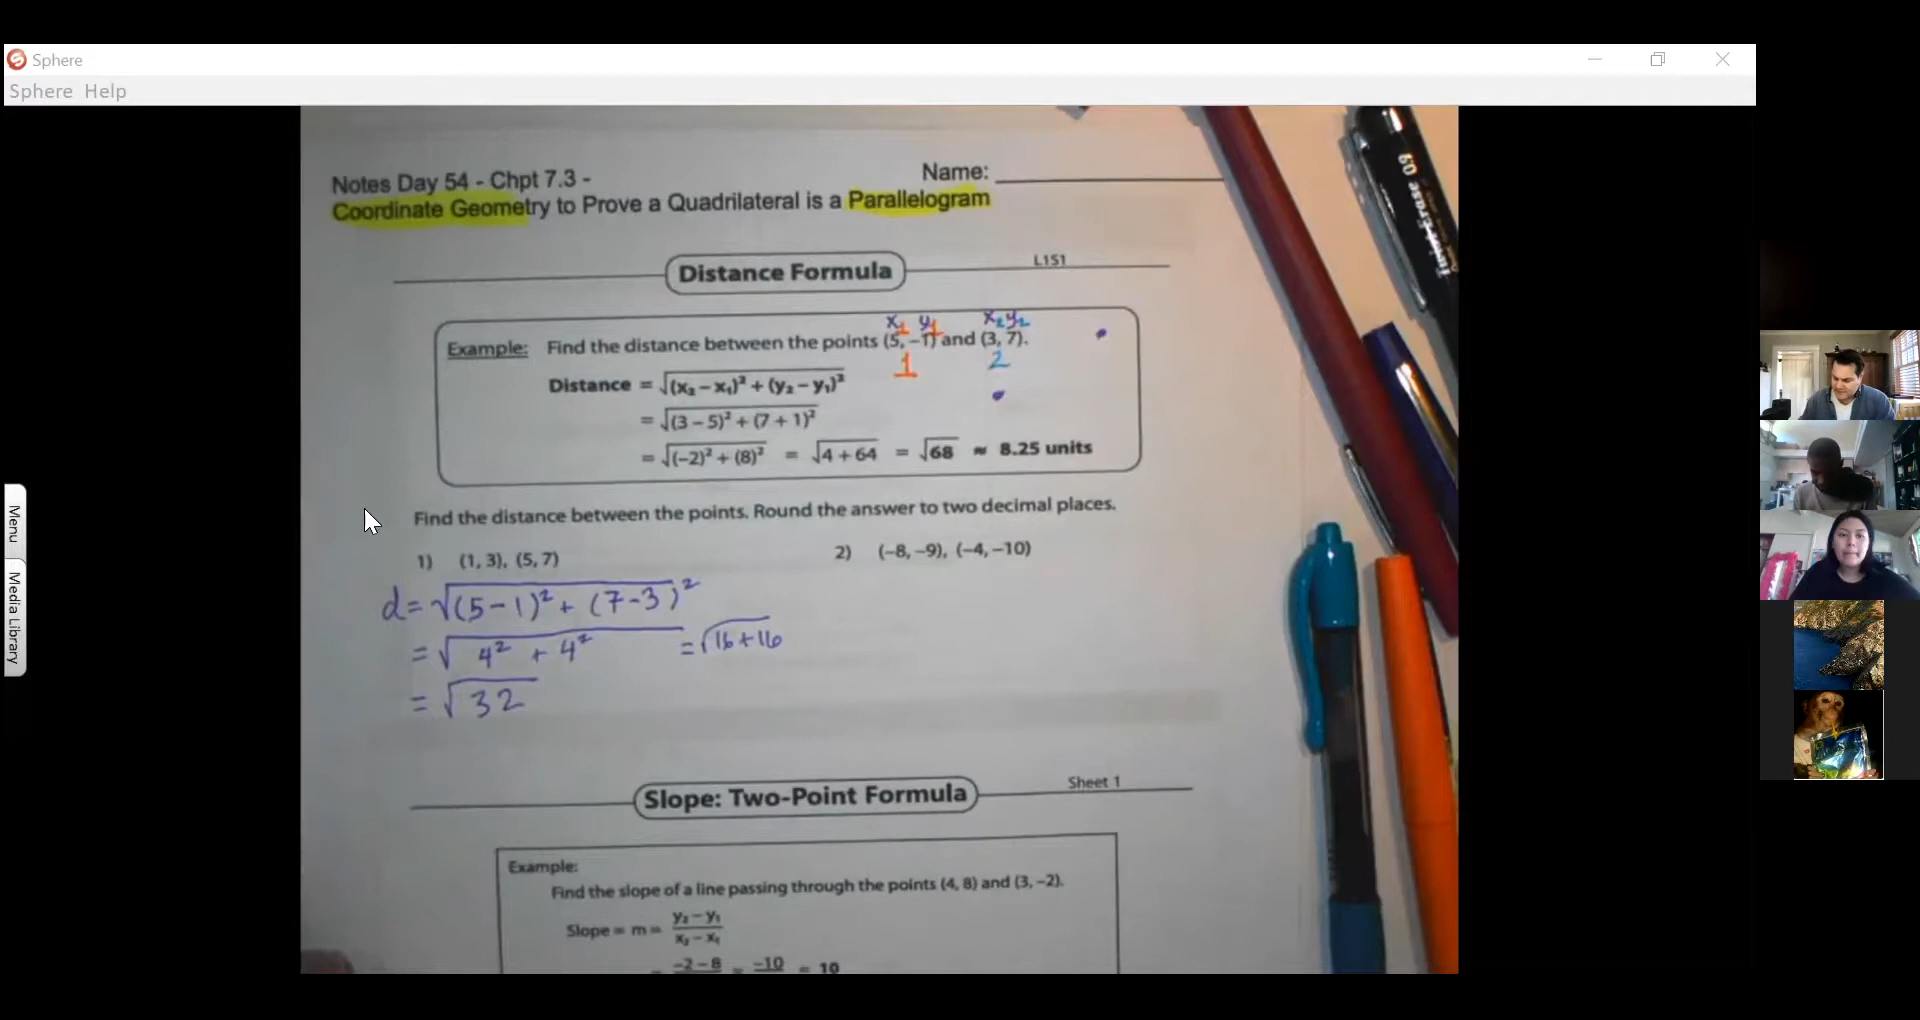 Sphere
Sphere Help
Notes Day 54 - Chpt 7.3 -
Name:
Coordinate Geometry to Prove a Quadrilateral is a Parallelogram
Distance Formula
L1S1
x₁ y₁ x₂ y₂
Example: Find the distance between the points (5, −1) and (3, 7).
1 2
Distance = √(x₂ − x₁)² + (y₂ − y₁)²
= √(3 − 5)² + (7 + 1)²
= √(−2)² + (8)² = √4 + 64 = √68 ≈ 8.25 units
Find the distance between the points. Round the answer to two decimal places.
1) (1, 3), (5, 7)
2) (−8, −9), (−4, −10)
d = √(5 − 1)² + (7 − 3)²
= √4² + 4² = √16 + 16
= √32
Slope: Two-Point Formula
Sheet 1
Example:
Find the slope of a line passing through the points (4, 8) and (3, −2).
Slope = m = y₂ − y₁
x₂ − x₁
−2 − 8 = −10 = 10
Menu
Media Library
0.9